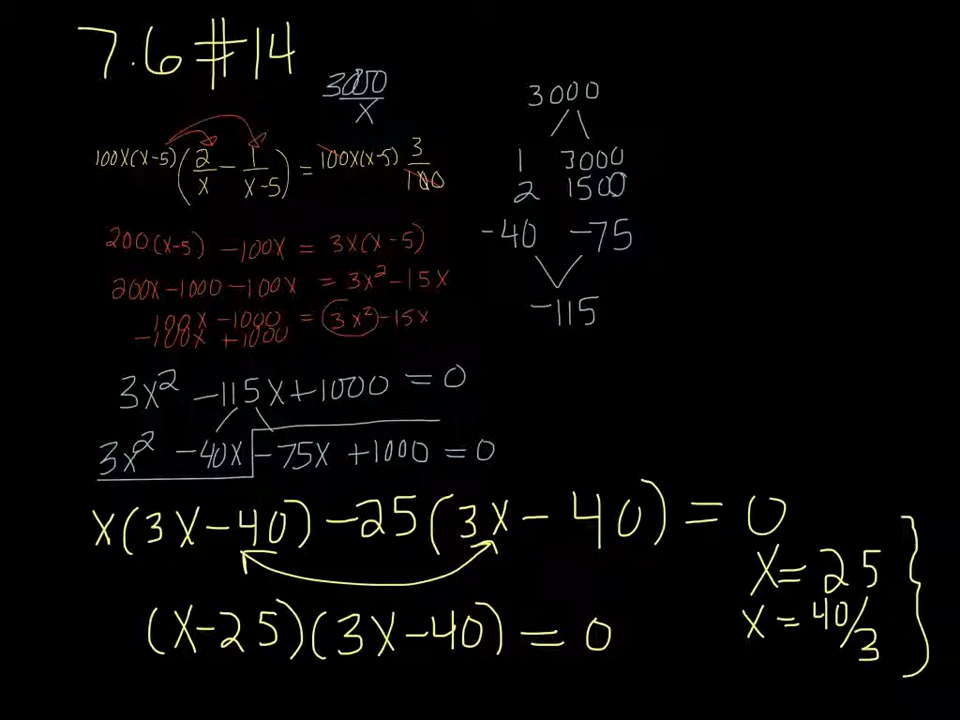 7.6 #14
3000/x
100x(x-5)(2/x - 1/(x-5)) = 100x(x-5) 3/100
200(x-5) -100x = 3x(x-5)
200x -1000 -100x = 3x² -15x
100x -1000 = 3x² -15x
-100x +1000
3x² -115x + 1000 = 0
3x² -40x -75x +1000 = 0
x(3x-40) -25(3x-40) = 0
(x-25)(3x-40) = 0
3000
1 3000
2 1500
-40 -75
-115
x = 25
x = 40/3 }